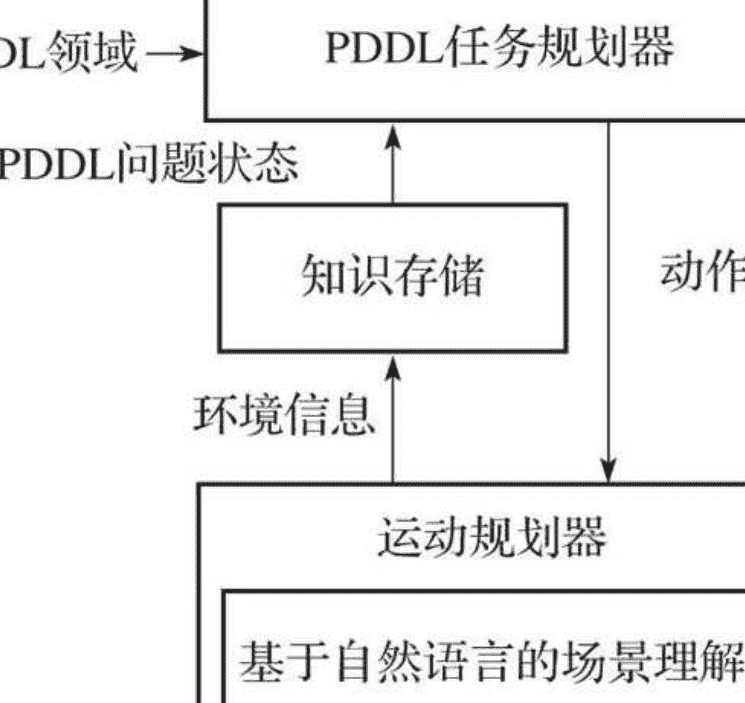 DL领域
PDDL任务规划器
PDDL问题状态
知识存储
动作
环境信息
运动规划器
基于自然语言的场景理解